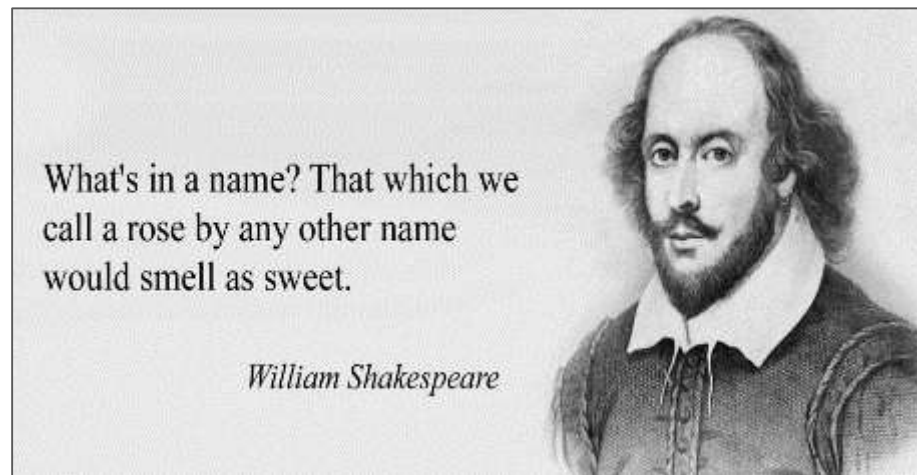 What's in a name? That which we
call a rose by any other name
would smell as sweet.
William Shakespeare